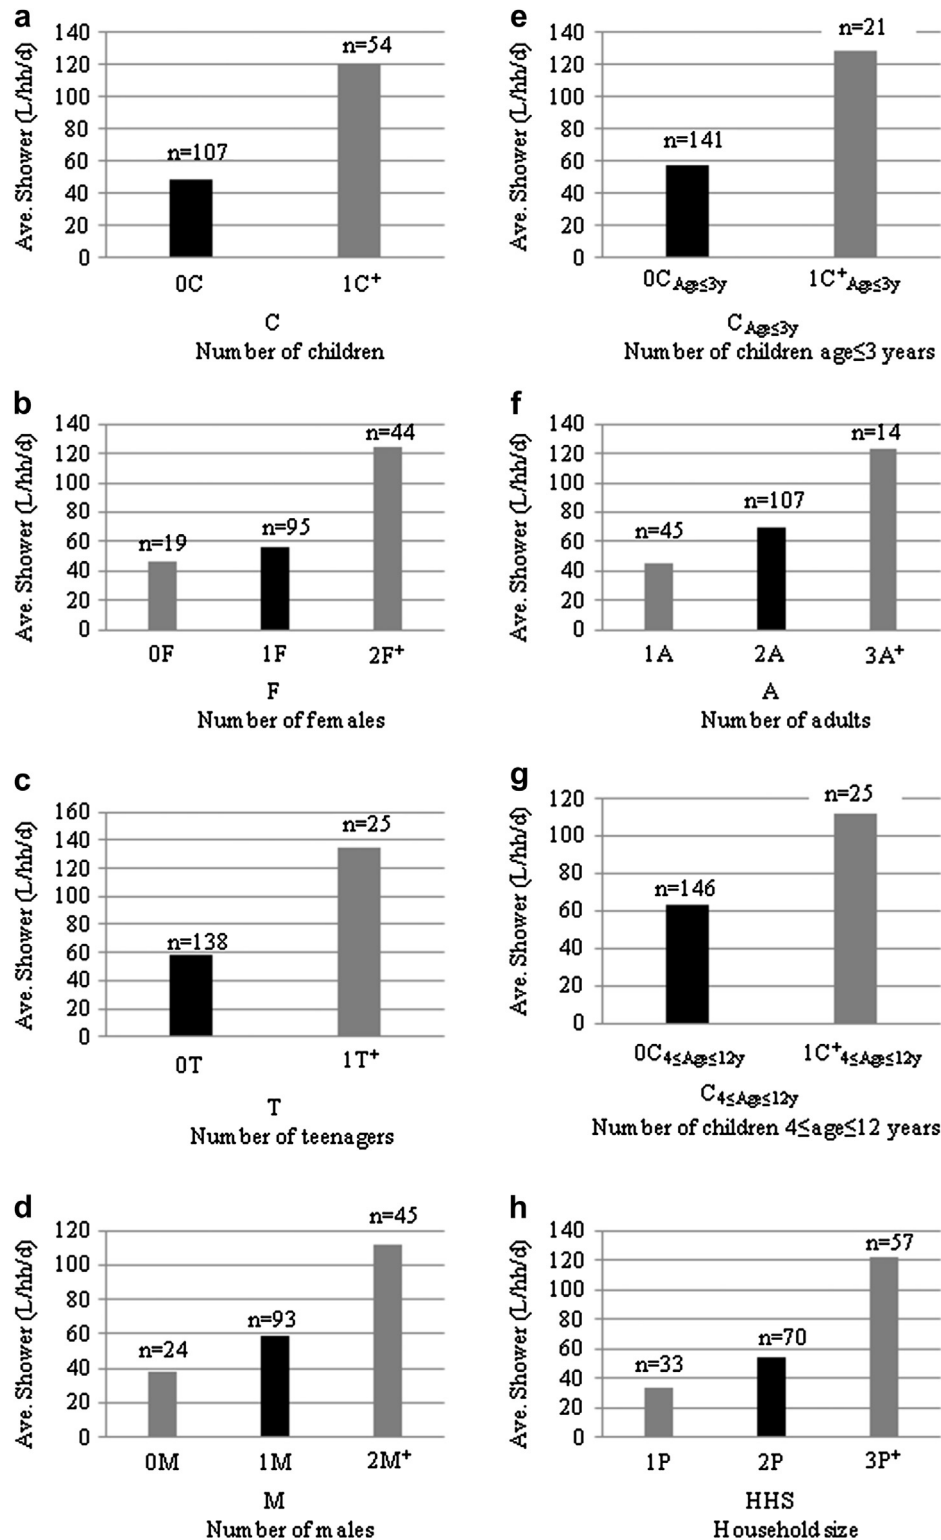 a
Ave. Shower (L/hh/d)
140
120
100
80
60
40
20
0
n=107
n=54
0C
1C+
C
Number of children
e
Ave. Shower (L/hh/d)
140
120
100
80
60
40
20
0
n=141
n=21
0C Age≤3y
1C+ Age≤3y
C Age≤3y
Number of children age≤3 years
b
Ave. Shower (L/hh/d)
140
120
100
80
60
40
20
0
n=19
n=95
n=44
0F
1F
2F+
F
Number of females
f
Ave. Shower (L/hh/d)
140
120
100
80
60
40
20
0
n=45
n=107
n=14
1A
2A
3A+
A
Number of adults
c
Ave. Shower (L/hh/d)
160
140
120
100
80
60
40
20
0
n=138
n=25
0T
1T+
T
Number of teenagers
g
Ave. Shower (L/hh/d)
120
100
80
60
40
20
0
n=146
n=25
0C 4≤Age≤12y
1C+ 4≤Age≤12y
C 4≤Age≤12y
Number of children 4≤age≤12 years
d
Ave. Shower (L/hh/d)
120
100
80
60
40
20
0
n=24
n=93
n=45
0M
1M
2M+
M
Number of males
h
Ave. Shower (L/hh/d)
140
120
100
80
60
40
20
0
n=33
n=70
n=57
1P
2P
3P+
HHS
Household size